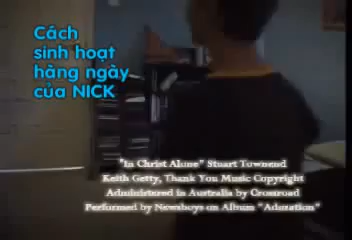 Cách
sinh hoạt
hàng ngày
của NICK
"In Christ Alone" Stuart Townend
Keith Getty, Thank You Music Copyright
Administered in Australia by Crossroad
Performed by Newsboys on Album "Adoration"